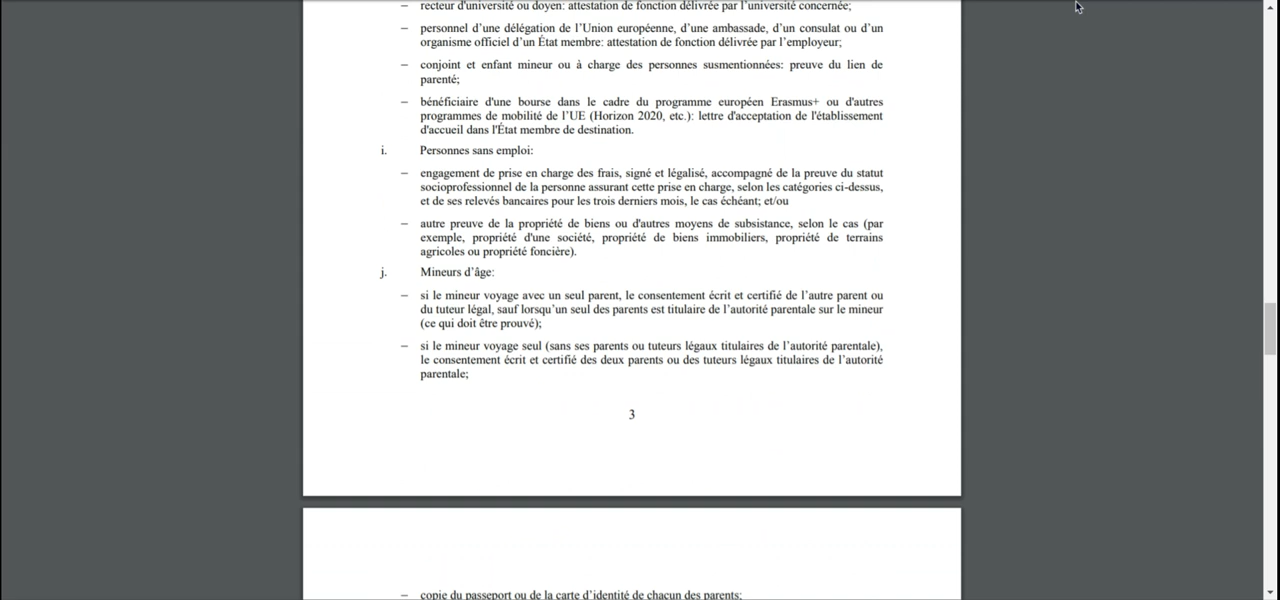 – recteur d'université ou doyen: attestation de fonction délivrée par l'université concernée;
– personnel d’une délégation de l’Union européenne, d’une ambassade, d’un consulat ou d’un
organisme officiel d’un État membre: attestation de fonction délivrée par l’employeur;
– conjoint et enfant mineur ou à charge des personnes susmentionnées: preuve du lien de
parenté;
– bénéficiaire d'une bourse dans le cadre du programme européen Erasmus+ ou d'autres
programmes de mobilité de l’UE (Horizon 2020, etc.): lettre d'acceptation de l'établissement
d'accueil dans l'État membre de destination.
i. Personnes sans emploi:
– engagement de prise en charge des frais, signé et légalisé, accompagné de la preuve du statut
socioprofessionnel de la personne assurant cette prise en charge, selon les catégories ci-dessus,
et de ses relevés bancaires pour les trois derniers mois, le cas échéant; et/ou
– autre preuve de la propriété de biens ou d'autres moyens de subsistance, selon le cas (par
exemple, propriété d'une société, propriété de biens immobiliers, propriété de terrains
agricoles ou propriété foncière).
j. Mineurs d’âge:
– si le mineur voyage avec un seul parent, le consentement écrit et certifié de l’autre parent ou
du tuteur légal, sauf lorsqu’un seul des parents est titulaire de l’autorité parentale sur le mineur
(ce qui doit être prouvé);
– si le mineur voyage seul (sans ses parents ou tuteurs légaux titulaires de l’autorité parentale),
le consentement écrit et certifié des deux parents ou des tuteurs légaux titulaires de l’autorité
parentale;
3
– copie du passeport ou de la carte d’identité de chacun des parents;